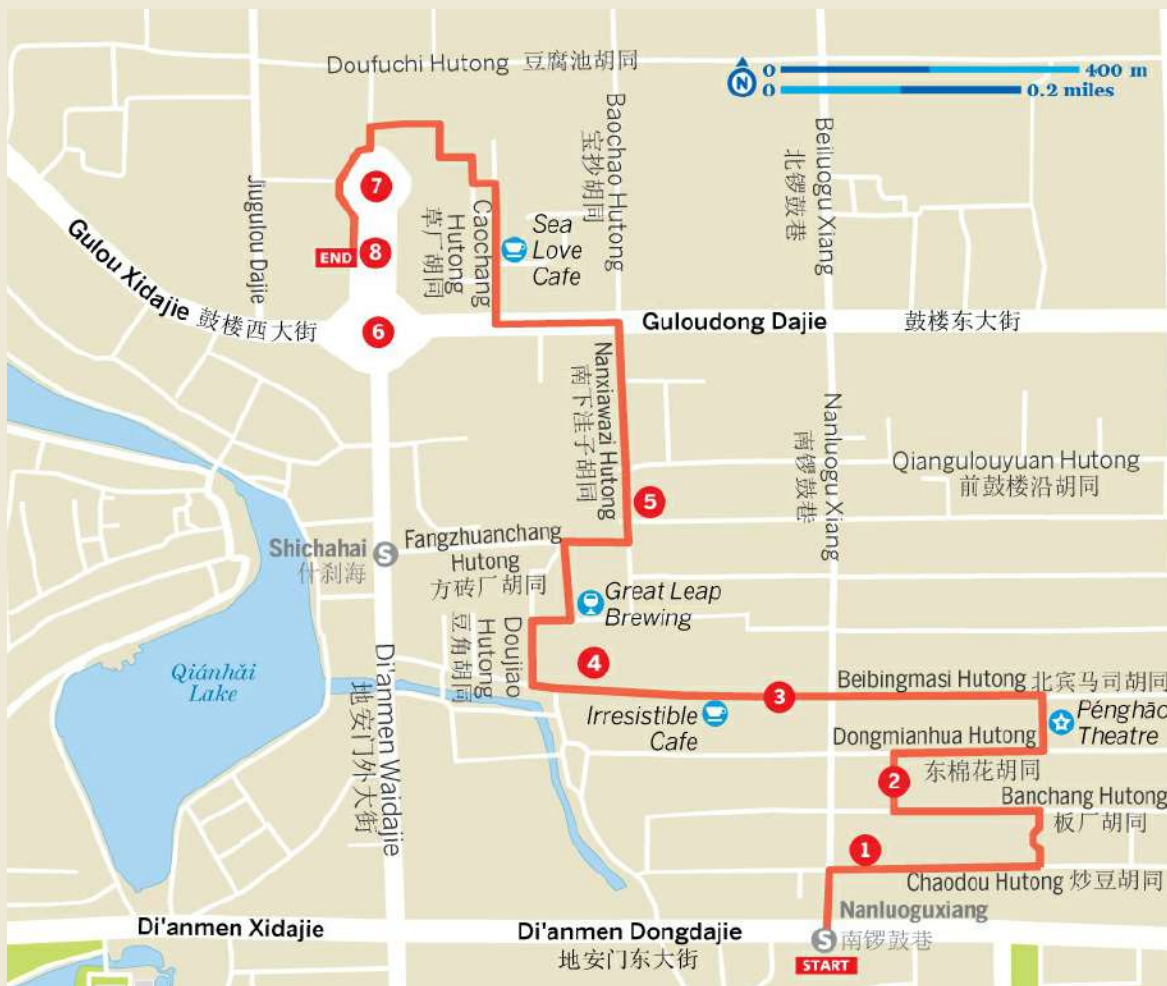 Doufuchi Hutong 豆腐池胡同
N
0 400 m
0 0.2 miles
Baochao Hutong
宝抄胡同
Beiluogu Xiang
北锣鼓巷
Jiugulou Dajie
7
Caochang
Hutong
草厂胡同
Sea
Love
Cafe
END
8
Gulou Xidajie 鼓楼西大街
6
Guloudong Dajie 鼓楼东大街
Nanxiawazi Hutong
南下洼子胡同
Nanluogu Xiang
南锣鼓巷
Qiangulouyuan Hutong
前鼓楼沿胡同
5
Shichahai
什刹海
S
Fangzhuanchang
Hutong
方砖厂胡同
Great Leap
Brewing
Doujiao
Hutong
豆角胡同
4
Qiánhǎi
Lake
Di'anmen Waidajie
地安门外大街
3
Beibingmasi Hutong 北宾马司胡同
Irresistible
Cafe
Pénghāo
Theatre
Dongmianhua Hutong
东棉花胡同
2
Banchang Hutong
板厂胡同
1
Chaodou Hutong 炒豆胡同
Nanluoguxiang
S 南锣鼓巷
START
Di'anmen Xidajie
Di'anmen Dongdajie
地安门东大街